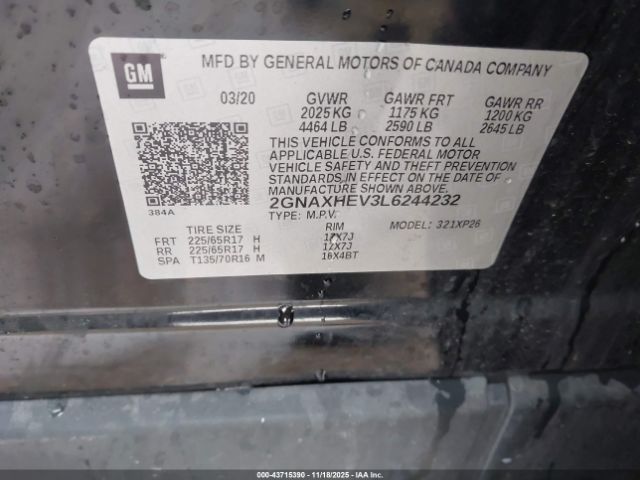 GM
MFD BY GENERAL MOTORS OF CANADA COMPANY
03/20 GVWR GAWR FRT GAWR RR
2025 KG 1175 KG 1200 KG
4464 LB 2590 LB 2645 LB
THIS VEHICLE CONFORMS TO ALL
APPLICABLE U.S. FEDERAL MOTOR
VEHICLE SAFETY AND THEFT PREVENTION
STANDARDS IN EFFECT ON THE DATE OF
MANUFACTURE SHOWN ABOVE.
384A 2GNAXHEV3L6244232
TYPE: M.P.V. MODEL: 321XP26
TIRE SIZE RIM
FRT 225/65R17 H 17X7J
RR 225/65R17 H 17X7J
SPA T135/70R16 M 16X4BT
000-43715390 - 11/18/2025 - IAAI.COM